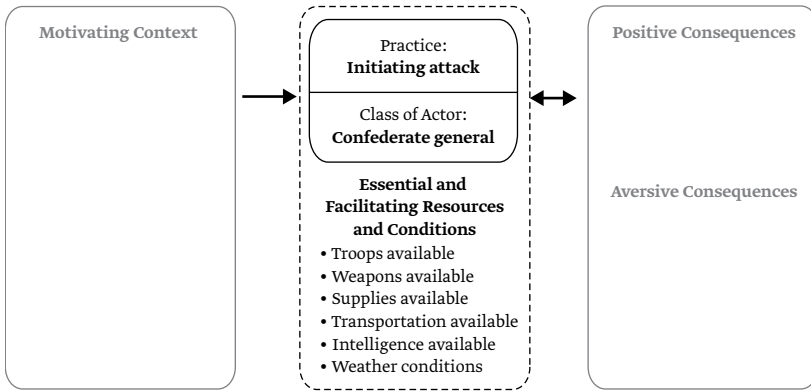 Motivating Context
Practice:
Initiating attack
Class of Actor:
Confederate general
Essential and
Facilitating Resources
and Conditions
• Troops available
• Weapons available
• Supplies available
• Transportation available
• Intelligence available
• Weather conditions
Positive Consequences
Aversive Consequences